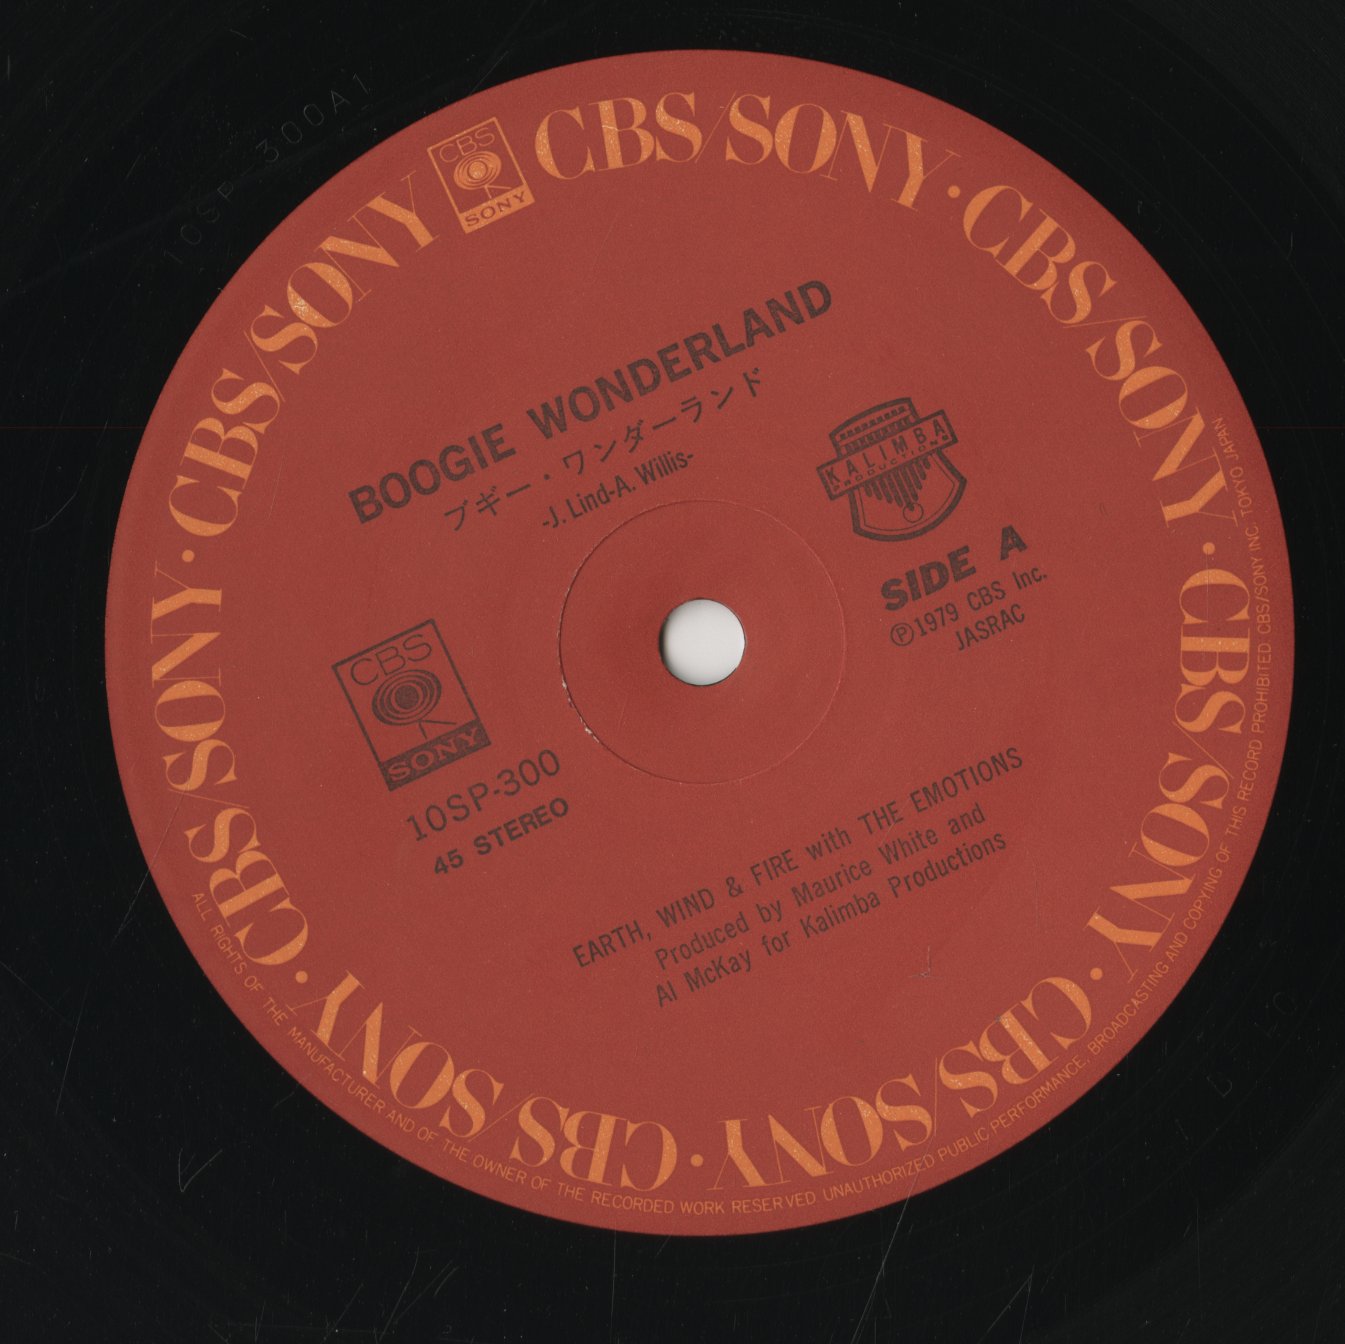 10SP 300A1
CBS
SONY
CBS/SONY · CBS/SONY · CBS/SONY · CBS/SONY · CBS/SONY · CBS/SONY · CBS/SONY
BOOGIE WONDERLAND
ブギー・ワンダーランド
-J. Lind-A. Willis-
KALIMBA
PRODUCTIONS
SIDE A
Ⓟ1979 CBS Inc.
JASRAC
CBS
SONY
10SP-300
45 STEREO
EARTH, WIND & FIRE with THE EMOTIONS
Produced by Maurice White and
Al McKay for Kalimba Productions
ALL RIGHTS OF THE MANUFACTURER AND OF THE OWNER OF THE RECORDED WORK RESERVED. UNAUTHORIZED PUBLIC PERFORMANCE, BROADCASTING AND COPYING OF THIS RECORD PROHIBITED. CBS/SONY INC. TOKYO JAPAN